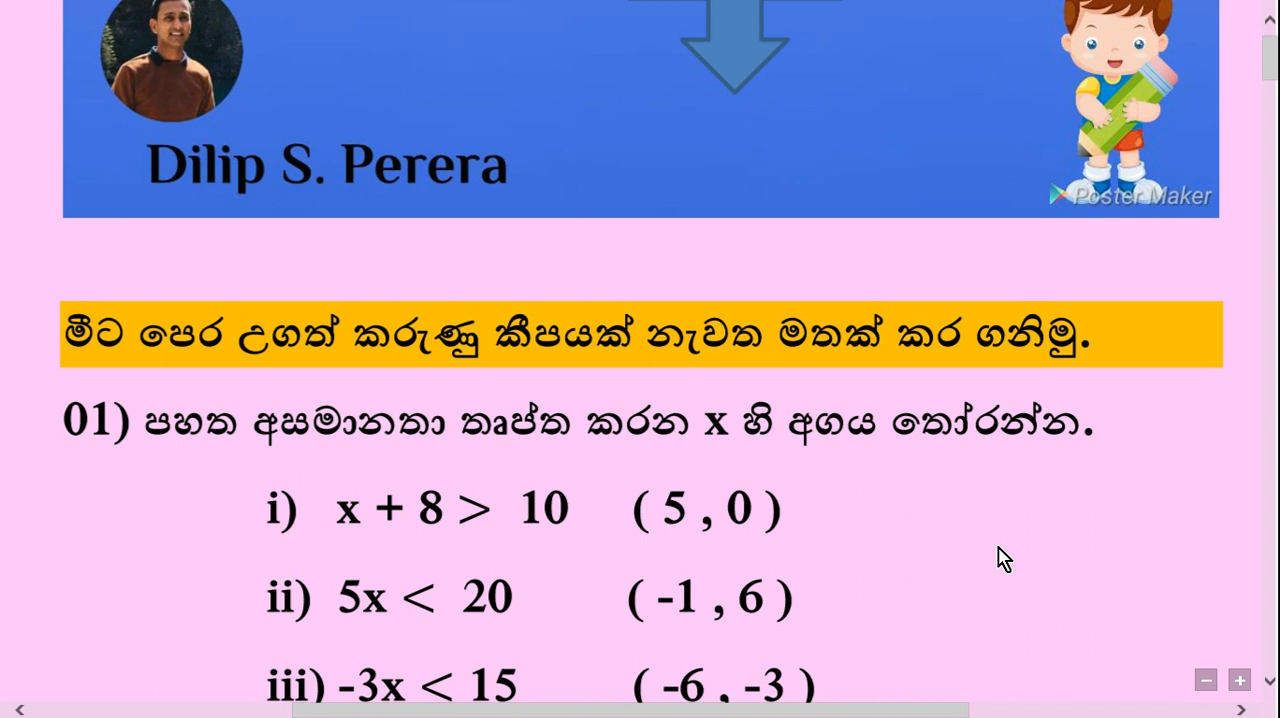 Dilip S. Perera
Poster Maker
මීට පෙර උගත් කරුණු කීපයක් නැවත මතක් කර ගනිමු.
01) පහත අසමානතා තෘප්ත කරන x හි අගය තෝරන්න.
i) x + 8 > 10 ( 5 , 0 )
ii) 5x < 20 ( -1 , 6 )
iii) -3x < 15 ( -6 , -3 )